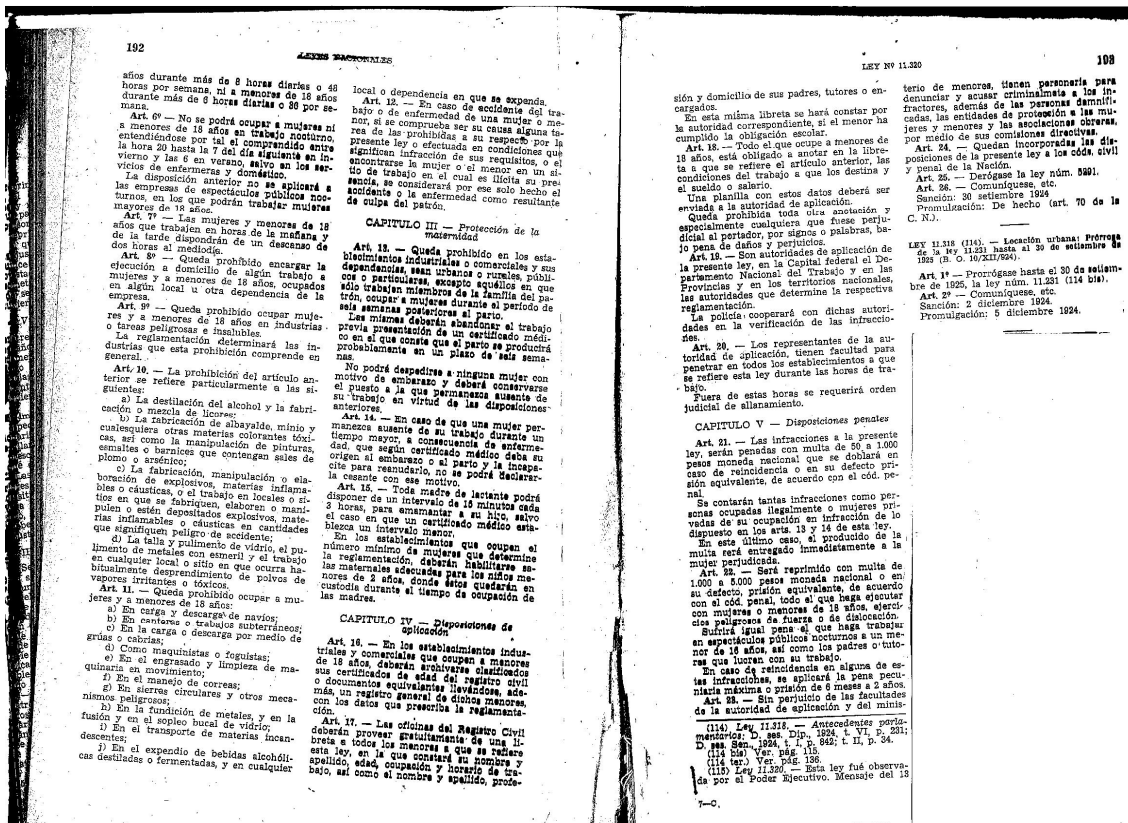 192
LEYES NACIONALES
años durante más de 8 horas diarias o 48
horas por semana, ni a menores de 18 años
durante más de 6 horas diarias o 36 por se-
mana.
Art. 6º — No se podrá ocupar a mujeres ni
a menores de 18 años en trabajo nocturno,
entendiéndose por tal el comprendido entre
la hora 20 hasta la 7 del día siguiente en in-
vierno y las 6 en verano, salvo en los ser-
vicios de enfermeras y doméstico.
La disposición anterior no se aplicará a
las empresas de espectáculos públicos noc-
turnos, en los que podrán trabajar mujeres
mayores de 18 años.
Art. 7º — Las mujeres y menores de 18
años que trabajen en horas de la mañana y
de la tarde dispondrán de un descenso de
dos horas al mediodía.
Art. 8º — Queda prohibido encargar la
ejecución a domicilio de algún trabajo a
mujeres y a menores de 18 años, ocupados
en algún local u otra dependencia de la
empresa.
Art. 9º — Queda prohibido ocupar muje-
res y a menores de 18 años en industrias
o tareas peligrosas e insalubles.
La reglamentación determinará las in-
dustrias que esta prohibición comprende en
general.
Art. 10. — La prohibición del artículo an-
terior se refiere particularmente a las si-
guientes:
a) La destilación del alcohol y la fabri-
cación o mezcla de licores;
b) La fabricación de albayalde, minio y
cualesquiera otras materias colorantes tóxi-
cas, así como la manipulación de pinturas,
esmaltes o barnices que contengan sales de
plomo o arsénico;
c) La fabricación, manipulación o ela-
boración de explosivos, materias inflama-
bles o cáusticas, o el trabajo en locales o si-
tios en que se fabriquen, elaboren o mani-
pulen o estén depositados explosivos, mate-
rias inflamables o cáusticas en cantidades
que signifiquen peligro de accidente;
d) La talla y pulimento de vidrio, el pu-
limento de metales con esmeril y el trabajo
en cualquier local o sitio en que ocurra ha-
bitualmente desprendimiento de polvos de
vapores irritantes o tóxicos.
Art. 11. — Queda prohibido ocupar a mu-
jeres y a menores de 18 años:
a) En carga y descarga de navíos;
b) En canteras o trabajos subterráneos;
c) En la carga o descarga por medio de
grúas o cabrias;
d) Como maquinistas o foguistas;
e) En el engrasado y limpieza de ma-
quinaria en movimiento;
f) En el manejo de correas;
g) En sierras circulares y otros meca-
nismos peligrosos;
h) En la fundición de metales, y en la
fusión y en el sopleo bucal de vidrio;
i) En el transporte de materias incan-
descentes;
j) En el expendio de bebidas alcohóli-
cas destiladas o fermentadas, y en cualquier
local o dependencia en que se expenda.
Art. 12. — En caso de accidente del tra-
bajo o de enfermedad de una mujer o me-
nor, si se comprueba ser su causa alguna ta-
rea de las prohibidas a su respecto por la
presente ley o efectuada en condiciones que
significan infracción de sus requisitos, o el
encontrarse la mujer o el menor en un si-
tio de trabajo en el cual es ilícita su pre-
sencia, se considerará por ese solo hecho el
accidente o la enfermedad como resultante
de culpa del patrón.
CAPITULO III — Protección de la
maternidad
Art. 13. — Queda prohibido en los esta-
blecimientos industriales o comerciales y sus
dependencias, sean urbanos o rurales, públi-
cos o particulares, excepto aquéllos en que
sólo trabajen miembros de la familia del pa-
trón, ocupar a mujeres durante el período de
seis semanas posteriores al parto.
Las mismas deberán abandonar el trabajo
previa presentación de un certificado médi-
co en el que conste que el parto se producirá
probablemente en un plazo de seis sema-
nas.
No podrá despedirse a ninguna mujer con
motivo de embarazo y deberá conservarse
el puesto a la que permanezca ausente de
su trabajo en virtud de las disposiciones
anteriores.
Art. 14. — En caso de que una mujer per-
manezca ausente de su trabajo durante un
tiempo mayor, a consecuencia de enferme-
dad, que según certificado médico deba su
origen al embarazo o al parto y la incapa-
cite para reanudarlo, no se podrá declarar-
la cesante con ese motivo.
Art. 15. — Toda madre de lactante podrá
disponer de un intervalo de 15 minutos cada
3 horas, para amamantar a su hijo, salvo
el caso en que un certificado médico esta-
blezca un intervalo menor.
En los establecimientos que ocupen el
número mínimo de mujeres que determine
la reglamentación, deberán habilitarse sa-
las maternales adecuadas para los niños me-
nores de 2 años, donde éstos quedarán en
custodia durante el tiempo de ocupación de
las madres.
CAPITULO IV — Disposiciones de
aplicación
Art. 16. — En los establecimientos indus-
triales y comerciales que ocupen a menores
de 18 años, deberán archivarse clasificados
sus certificados de edad del registro civil
o documentos equivalentes llevándose, ade-
más, un registro general de dichos menores,
con los datos que prescriba la reglamenta-
ción.
Art. 17. — Las oficinas del Registro Civil
deberán proveer gratuitamente de una li-
breta a todos los menores a que se refiere
esta ley, en la que constará su nombre y
apellido, edad, ocupación y horario de tra-
bajo, así como el nombre y apellido, profe-
LEY Nº 11.320
193
sión y domicilio de sus padres, tutores o en-
cargados.
En esta misma libreta se hará constar por
la autoridad correspondiente, si el menor ha
cumplido la obligación escolar.
Art. 18. — Todo el que ocupe a menores de
18 años, está obligado a anotar en la libre-
ta a que se refiere el artículo anterior, las
condiciones del trabajo a que los destina y
el sueldo o salario.
Una planilla con estos datos deberá ser
enviada a la autoridad de aplicación.
Queda prohibida toda otra anotación y
especialmente cualquiera que fuese perju-
dicial al portador, por signos o palabras, ba-
jo pena de daños y perjuicios.
Art. 19. — Son autoridades de aplicación de
la presente ley, en la Capital federal el De-
partamento Nacional del Trabajo y en las
Provincias y en los territorios nacionales,
las autoridades que determine la respectiva
reglamentación.
La policía cooperará con dichas autori-
dades en la verificación de las infraccio-
nes.
Art. 20. — Los representantes de la au-
toridad de aplicación, tienen facultad para
penetrar en todos los establecimientos a que
se refiere esta ley durante las horas de tra-
bajo.
Fuera de estas horas se requerirá orden
judicial de allanamiento.
CAPITULO V — Disposiciones penales
Art. 21. — Las infracciones a la presente
ley, serán penadas con multa de 50 a 1.000
pesos moneda nacional que se doblará en
caso de reincidencia o en su defecto pri-
sión equivalente, de acuerdo con el cód. pe-
nal.
Se contarán tantas infracciones como per-
sonas ocupadas ilegalmente o mujeres pri-
vadas de su ocupación en infracción de lo
dispuesto en los arts. 13 y 14 de esta ley.
En este último caso, el producido de la
multa será entregado inmediatamente a la
mujer perjudicada.
Art. 22. — Será reprimido con multa de
1.000 a 5.000 pesos moneda nacional o en
su defecto, prisión equivalente, de acuerdo
con el cód. penal, todo el que haga ejecutar
con mujeres o menores de 18 años, ejerci-
cios peligrosos de fuerza o de dislocación.
Sufrirá igual pena el que haga trabajar
en espectáculos públicos nocturnos a un me-
nor de 16 años, así como los padres o tuto-
res que lucren con su trabajo.
En caso de reincidencia en alguna de es-
tas infracciones, se aplicará la pena pecu-
niaria máxima o prisión de 6 meses a 2 años.
Art. 23. — Sin perjuicio de las facultades
de la autoridad de aplicación y del minis-
(114) Ley 11.318. — Antecedentes parla-
mentarios: D. ses. Dip., 1924, t. VI, p. 231;
D. ses. Sen., 1924, t. I, p. 842; t. II, p. 34.
(114 bis) Ver. pág. 115.
(114 ter.) Ver. pág. 136.
(115) Ley 11.320. — Esta ley fué observa-
da por el Poder Ejecutivo. Mensaje del 13
7—C.
terio de menores, tienen personería para
denunciar y acusar criminalmente a los in-
fractores, además de las personas damnifi-
cadas, las entidades de protección a las mu-
jeres y menores y las asociaciones obreras,
por medio de sus comisiones directivas.
Art. 24. — Quedan incorporadas las dis-
posiciones de la presente ley a los códs. civil
y penal de la Nación.
Art. 25. — Derógase la ley núm. 5291.
Art. 26. — Comuníquese, etc.
Sanción: 30 setiembre 1924
Promulgación: De hecho (art. 70 de la
C. N.).
LEY 11.318 (114). — Locación urbana: Prórroga
de la ley 11.231 hasta el 30 de setiembre de
1925 (B. O. 10/XII/924).
Art. 1º — Prorrógase hasta el 30 de setiem-
bre de 1925, la ley núm. 11.231 (114 bis).
Art. 2º — Comuníquese, etc.
Sanción: 2 diciembre 1924.
Promulgación: 5 diciembre 1924.